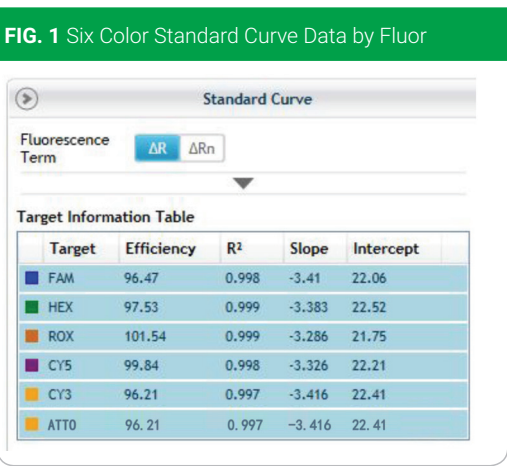 FIG. 1 Six Color Standard Curve Data by Fluor
Standard Curve
Fluorescence
Term
ΔR ΔRn
Target Information Table
Target Efficiency R² Slope Intercept
FAM 96.47 0.998 -3.41 22.06
HEX 97.53 0.999 -3.383 22.52
ROX 101.54 0.999 -3.286 21.75
CY5 99.84 0.998 -3.326 22.21
CY3 96.21 0.997 -3.416 22.41
ATTO 96. 21 0. 997 -3. 416 22. 41